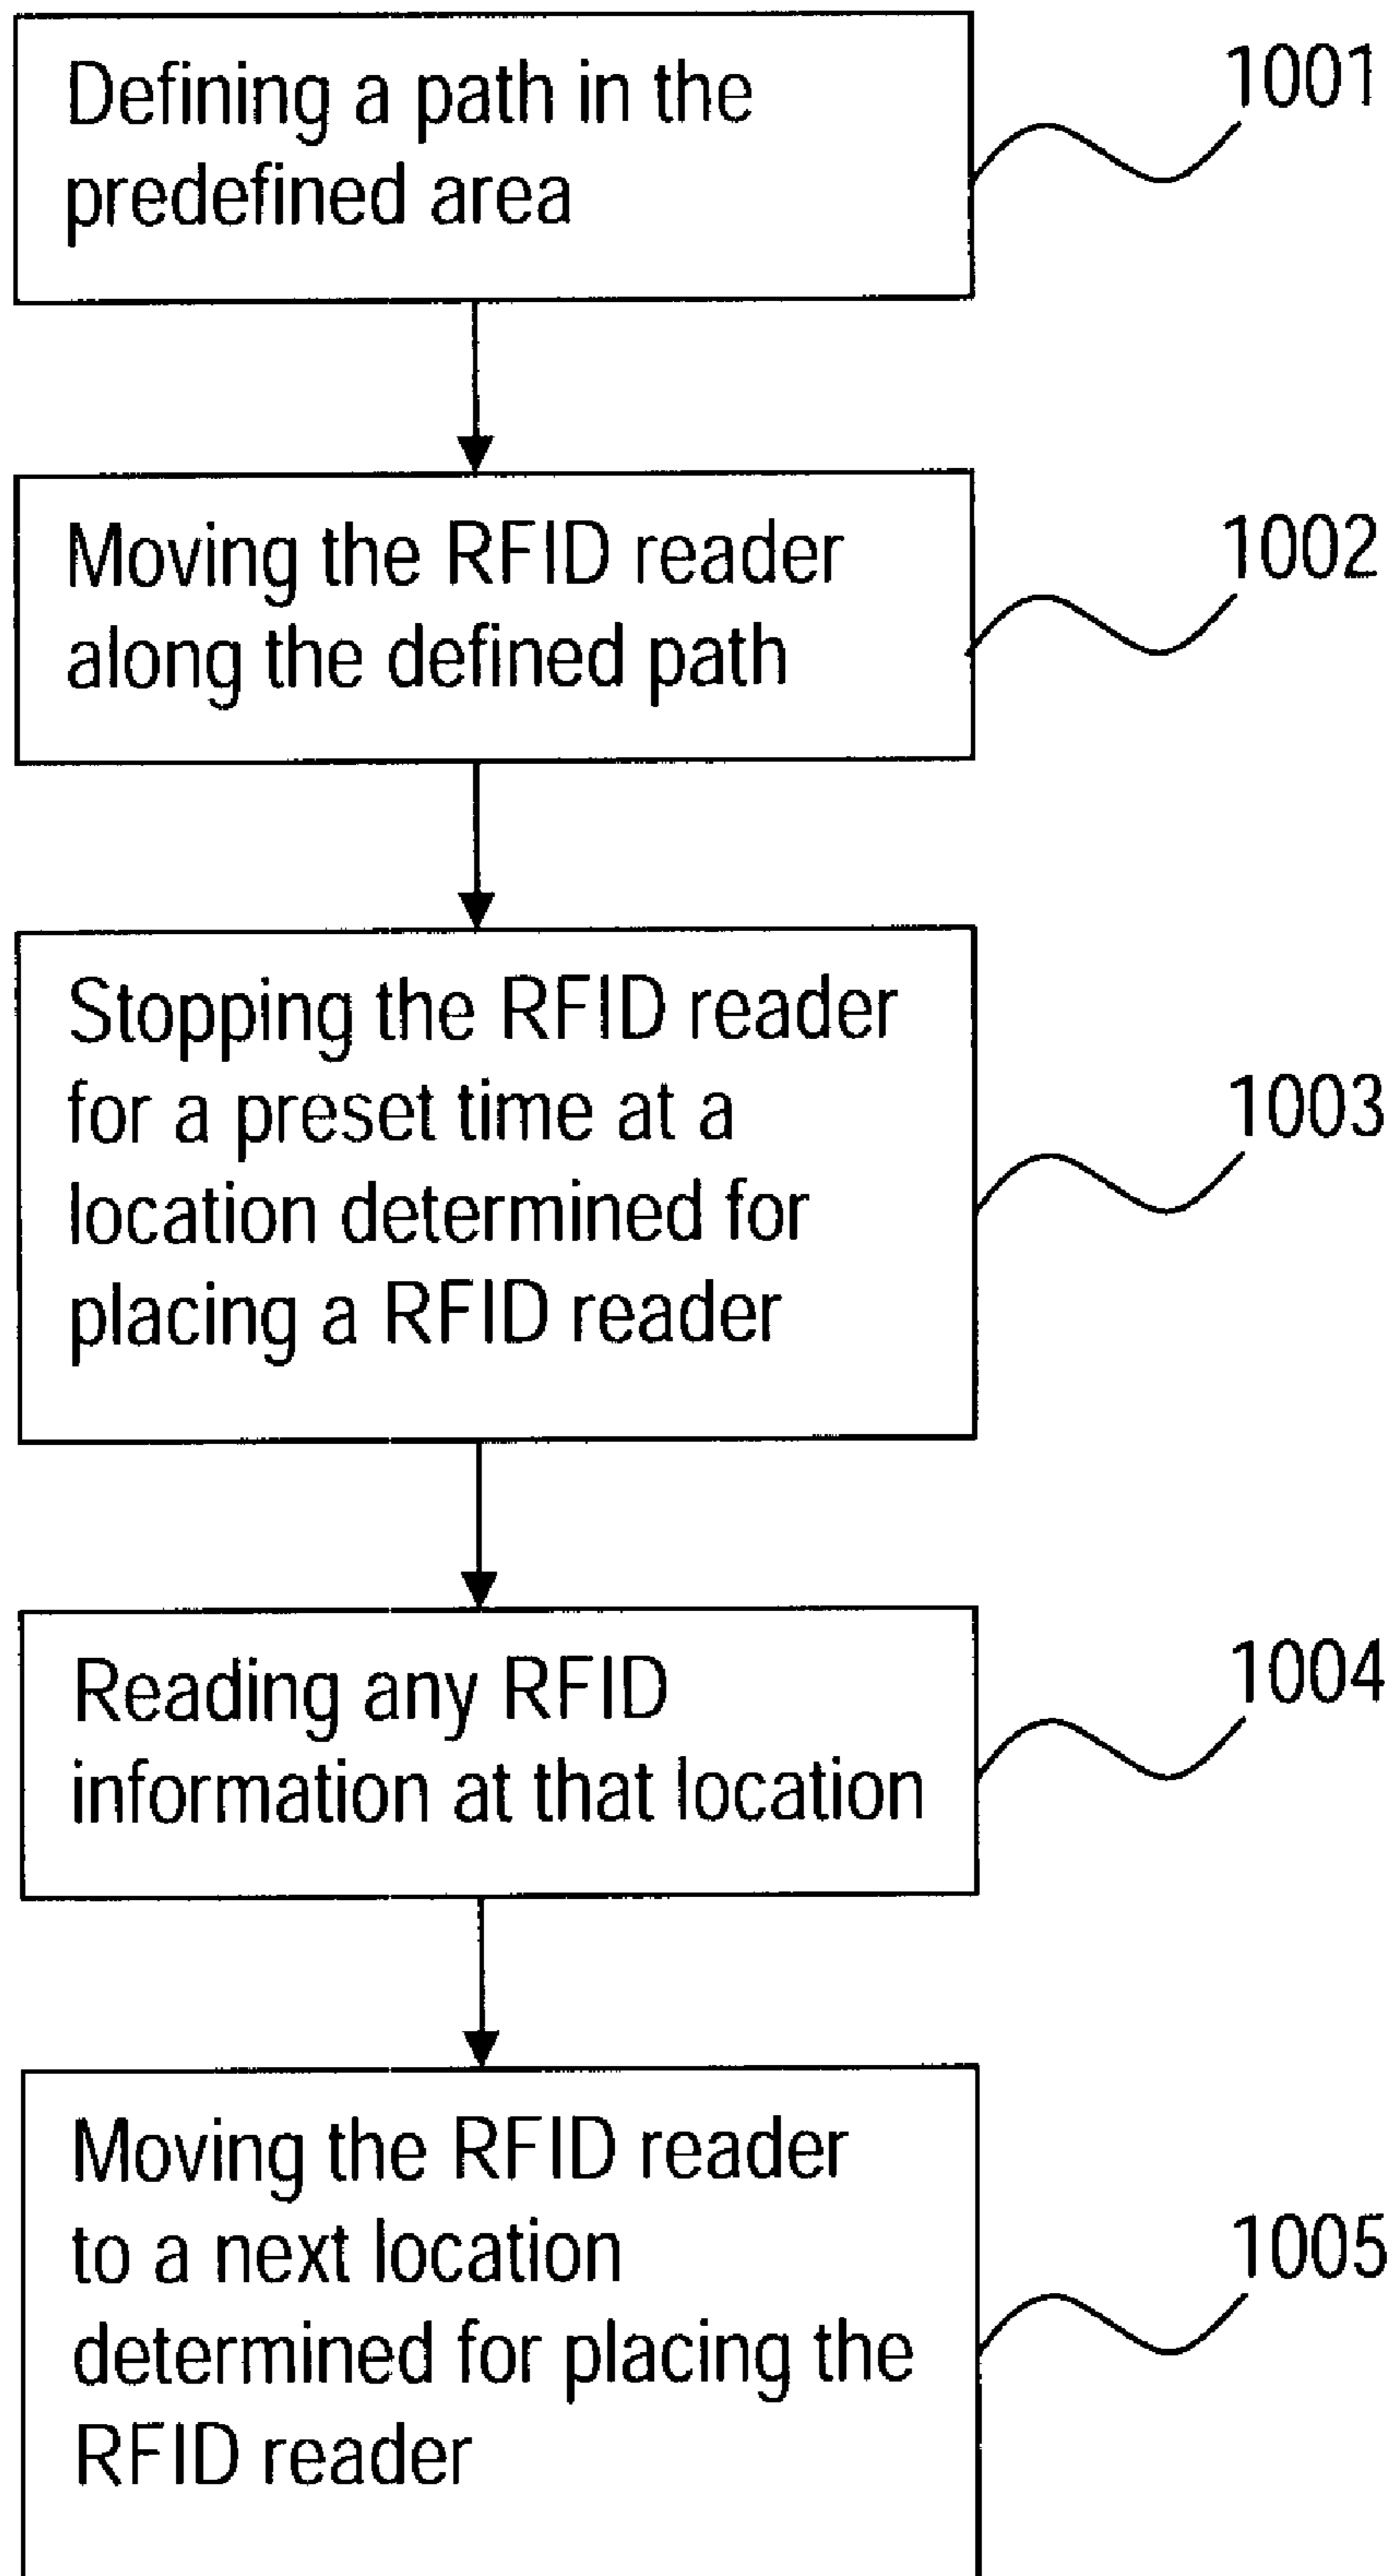 Defining a path in the
predefined area
1001
Moving the RFID reader
along the defined path
1002
Stopping the RFID reader
for a preset time at a
location determined for
placing a RFID reader
1003
Reading any RFID
information at that location
1004
Moving the RFID reader
to a next location
determined for placing the
RFID reader
1005